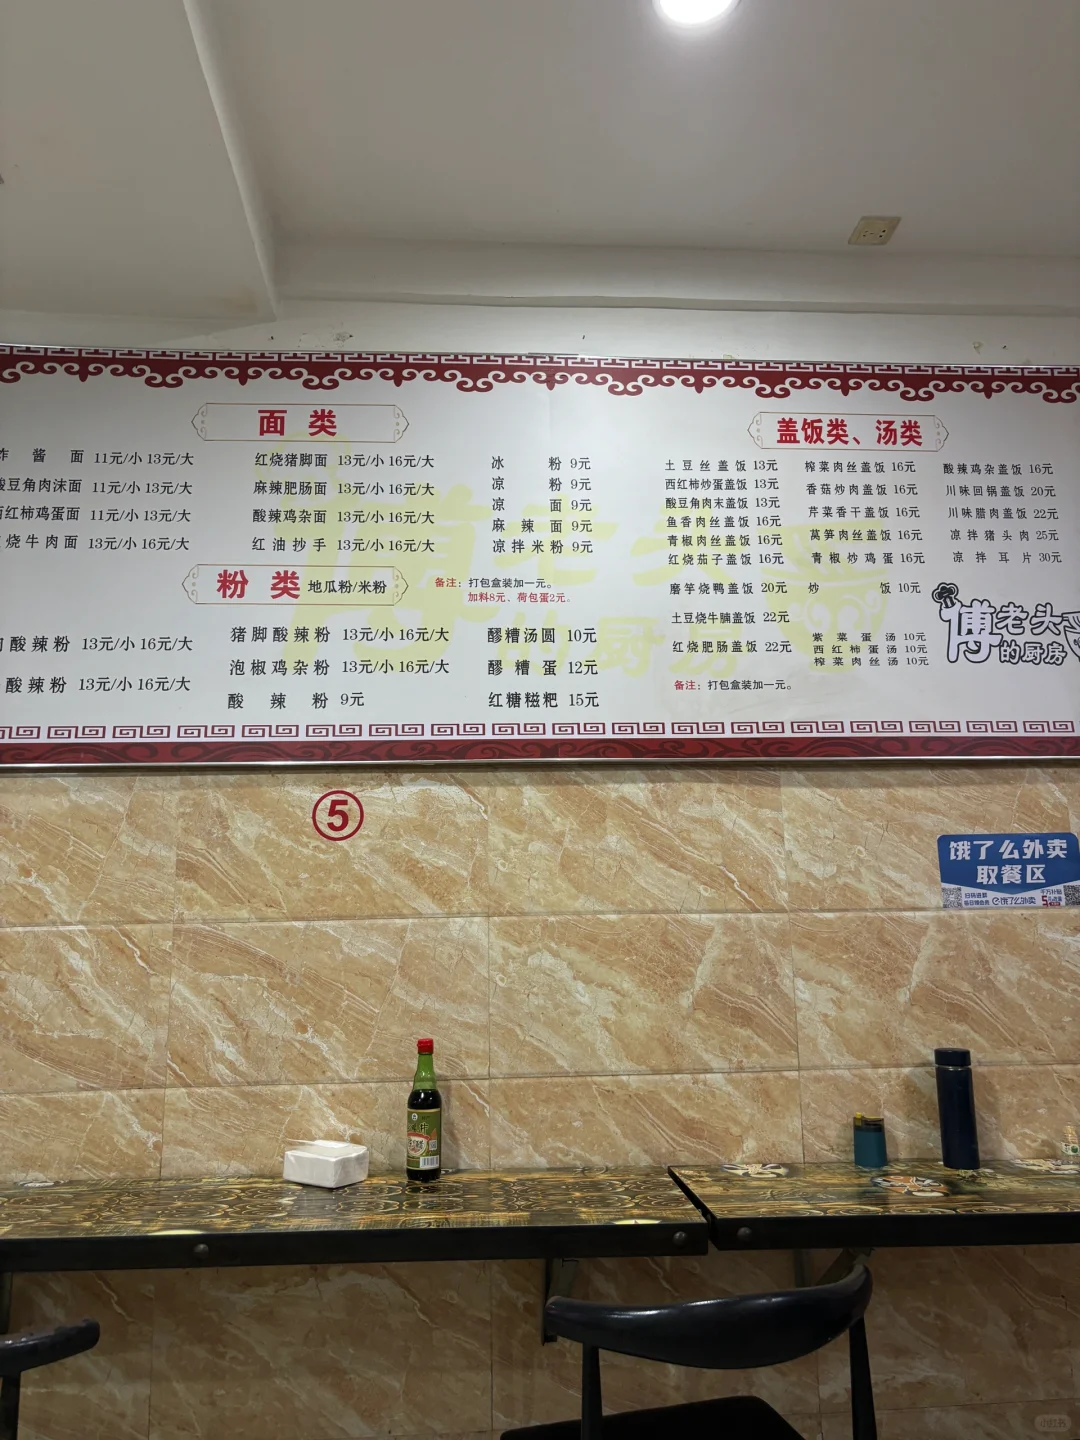 面 类
酱 面 11元/小 13元/大
豆角肉沫面 11元/小 13元/大
红柿鸡蛋面 11元/小 13元/大
烧牛肉面 13元/小 16元/大
红烧猪脚面 13元/小 16元/大
麻辣肥肠面 13元/小 16元/大
酸辣鸡杂面 13元/小 16元/大
红油抄手 13元/小 16元/大
冰 粉 9元
凉 粉 9元
凉 面 9元
麻 辣 面 9元
凉拌米粉 9元
粉 类 地瓜粉/米粉
备注：打包盒装加一元。
加料8元、荷包蛋2元。
酸辣粉 13元/小 16元/大
酸辣粉 13元/小 16元/大
猪脚酸辣粉 13元/小 16元/大
泡椒鸡杂粉 13元/小 16元/大
酸 辣 粉 9元
醪糟汤圆 10元
醪 糟 蛋 12元
红糖糍粑 15元
盖饭类、汤类
土豆丝盖饭 13元
西红柿炒蛋盖饭 13元
酸豆角肉末盖饭 13元
鱼香肉丝盖饭 16元
青椒肉丝盖饭 16元
红烧茄子盖饭 16元
磨芋烧鸭盖饭 20元
土豆烧牛腩盖饭 22元
红烧肥肠盖饭 22元
备注：打包盒装加一元。
榨菜肉丝盖饭 16元
香菇炒肉盖饭 16元
芹菜香干盖饭 16元
莴笋肉丝盖饭 16元
青椒炒鸡蛋 16元
炒 饭 10元
紫菜蛋汤 10元
西红柿蛋汤 10元
榨菜肉丝汤 10元
酸辣鸡杂盖饭 16元
川味回锅盖饭 20元
川味腊肉盖饭 22元
凉拌猪头肉 25元
凉拌耳片 30元
傅老头
的厨房
傅老头
的厨房
5
饿了么外卖
取餐区
饿了么外卖
小红书